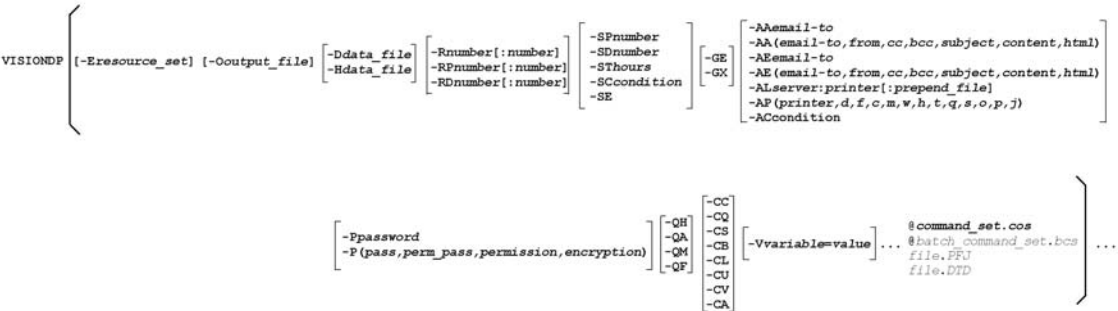 VISIONDP [-Eresource_set] [-Ooutput_file]
-Ddata_file
-Hdata_file
-Rnumber[:number]
-RPnumber[:number]
-RDnumber[:number]
-SPnumber
-SDnumber
-SThours
-SCcondition
-SE
-GE
-GX
-AAemail-to
-AA(email-to,from,cc,bcc,subject,content,html)
-AEemail-to
-AE(email-to,from,cc,bcc,subject,content,html)
-ALserver:printer[:prepend_file]
-AP(printer,d,f,c,m,w,h,t,q,s,o,p,j)
-ACcondition
-Ppassword
-P(pass,perm_pass,permission,encryption)
-QH
-QA
-QM
-QF
-CC
-CQ
-CS
-CB
-CL
-CU
-CV
-CA
-Vvariable=value ...
@command_set.cos
@batch_command_set.bcs
file.PFJ
file.DTD
...